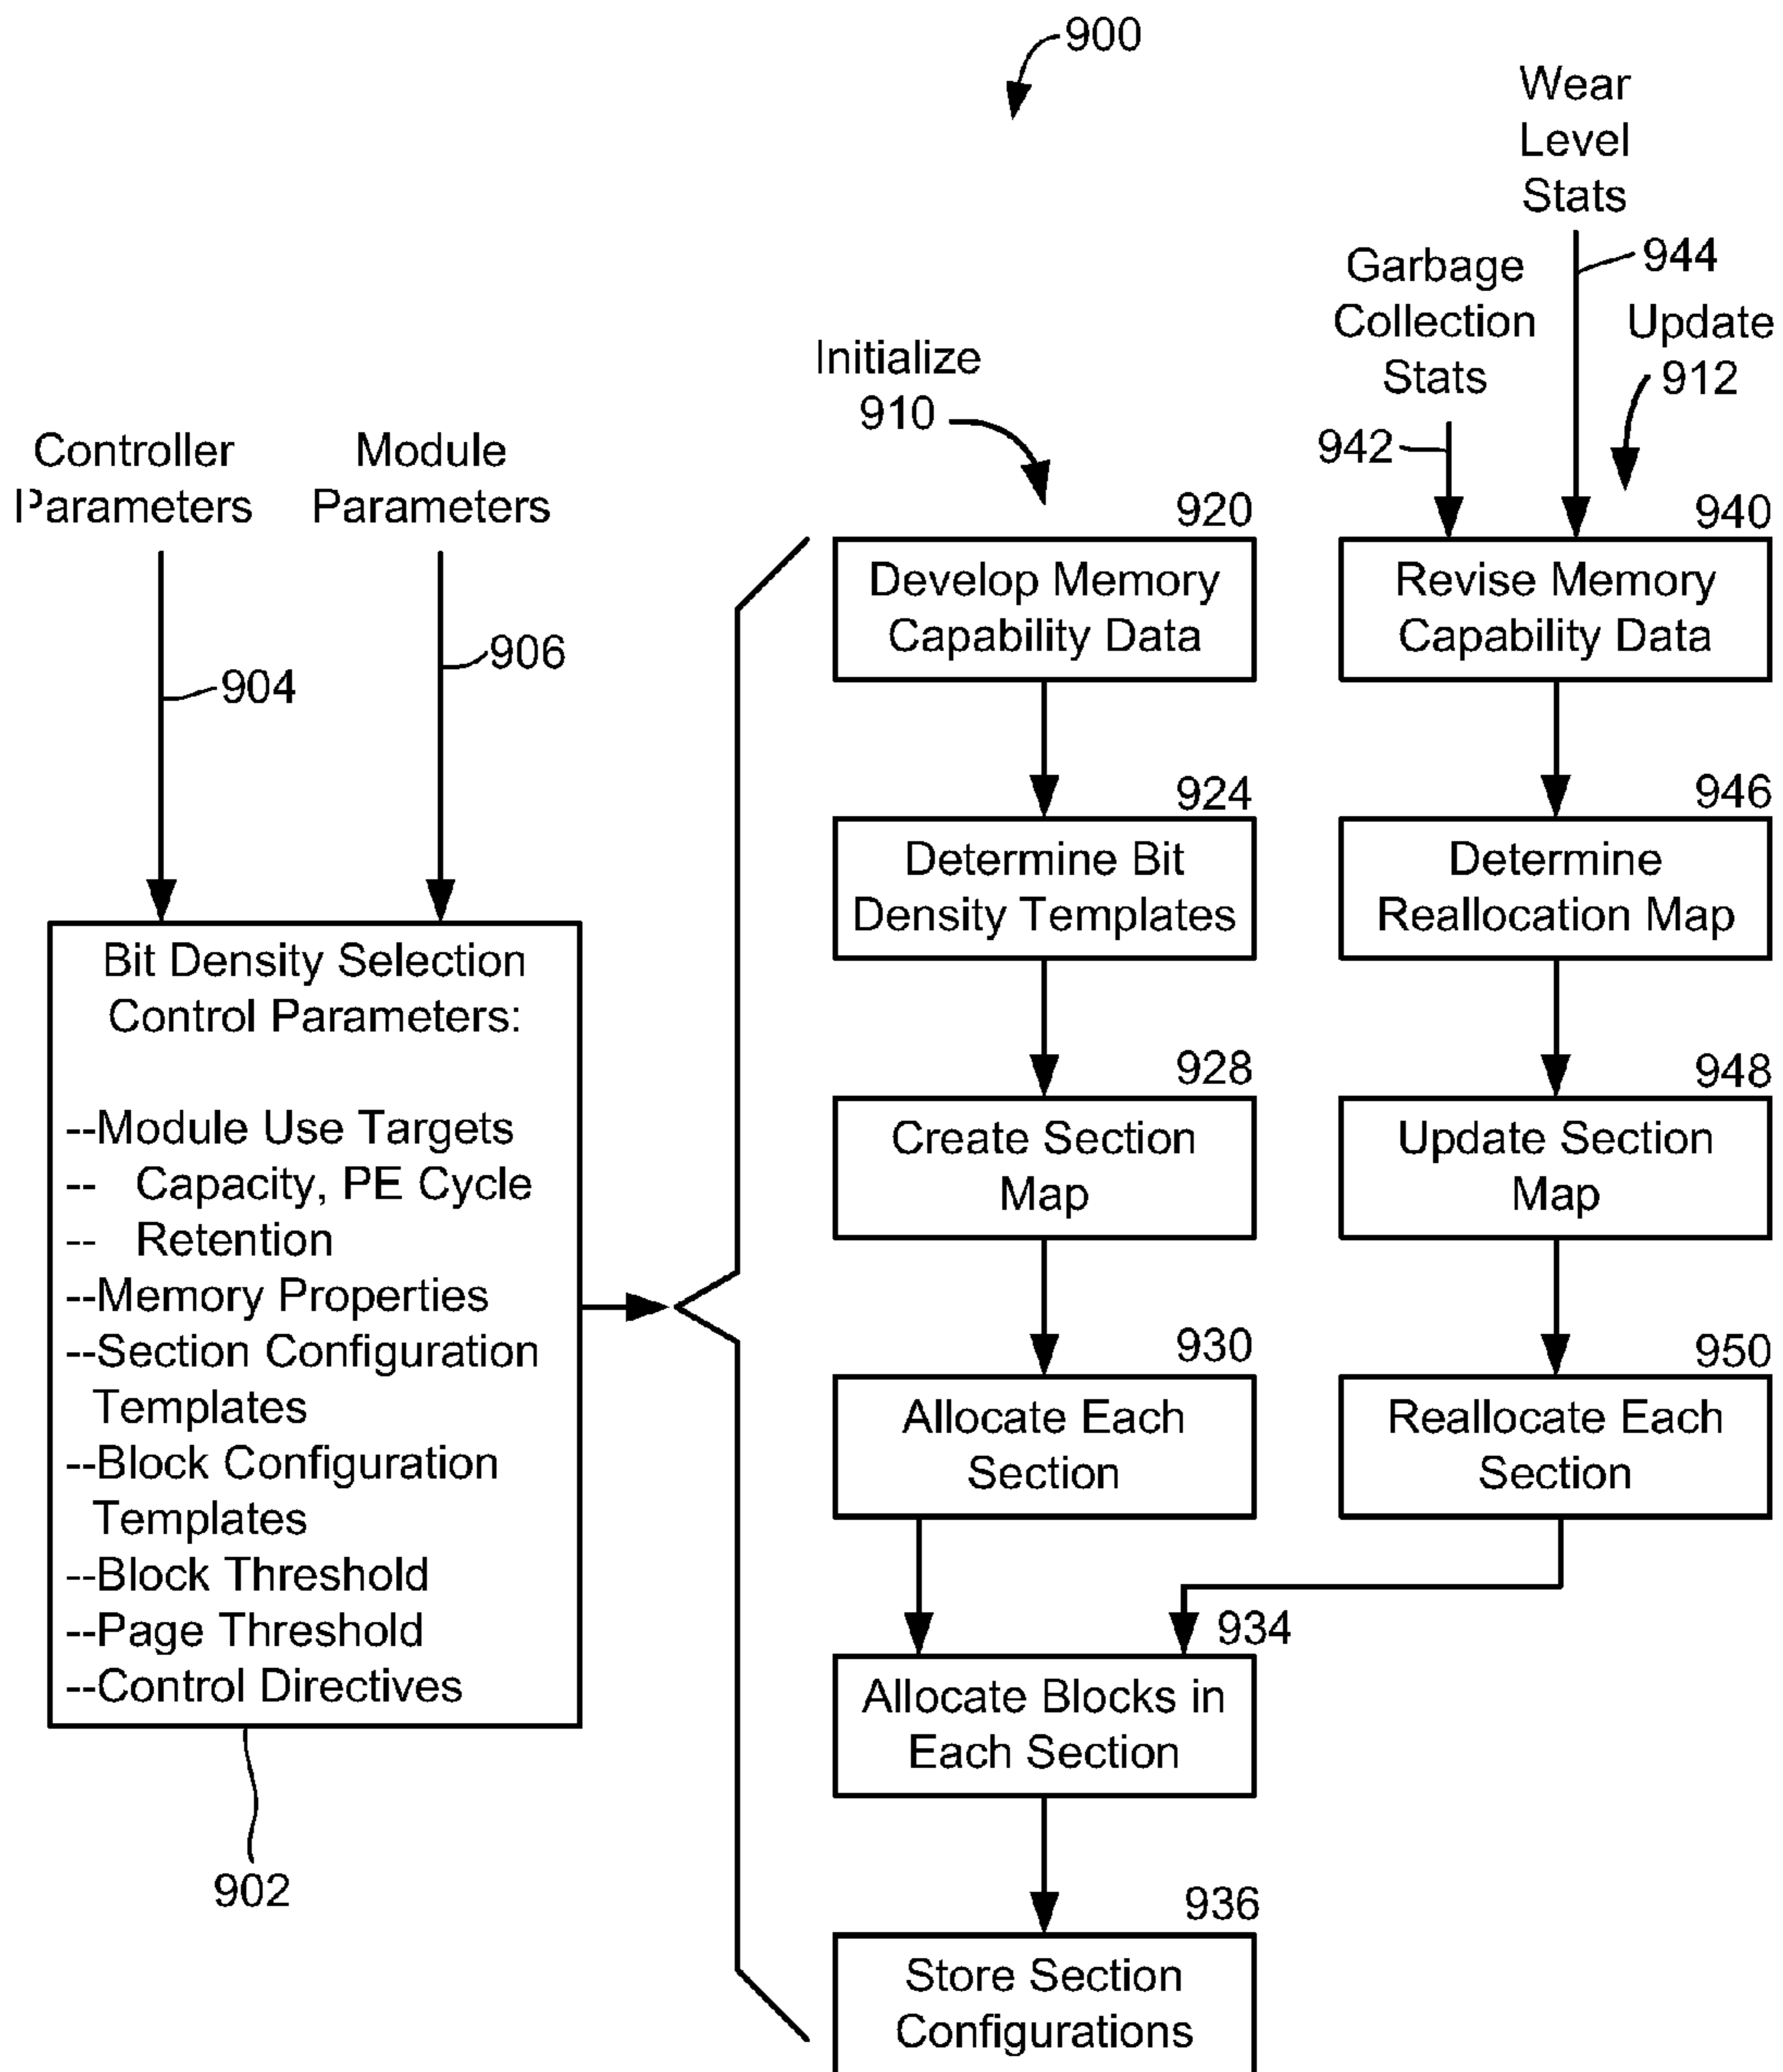 900
Wear
Level
Stats
944
Garbage
Collection
Stats
942
Update
912
Initialize
910
Controller
Parameters
904
Module
Parameters
906
Bit Density Selection
Control Parameters:
--Module Use Targets
-- Capacity, PE Cycle
-- Retention
--Memory Properties
--Section Configuration
Templates
--Block Configuration
Templates
--Block Threshold
--Page Threshold
--Control Directives
902
920
Develop Memory
Capability Data
924
Determine Bit
Density Templates
928
Create Section
Map
930
Allocate Each
Section
934
Allocate Blocks in
Each Section
936
Store Section
Configurations
940
Revise Memory
Capability Data
946
Determine
Reallocation Map
948
Update Section
Map
950
Reallocate Each
Section